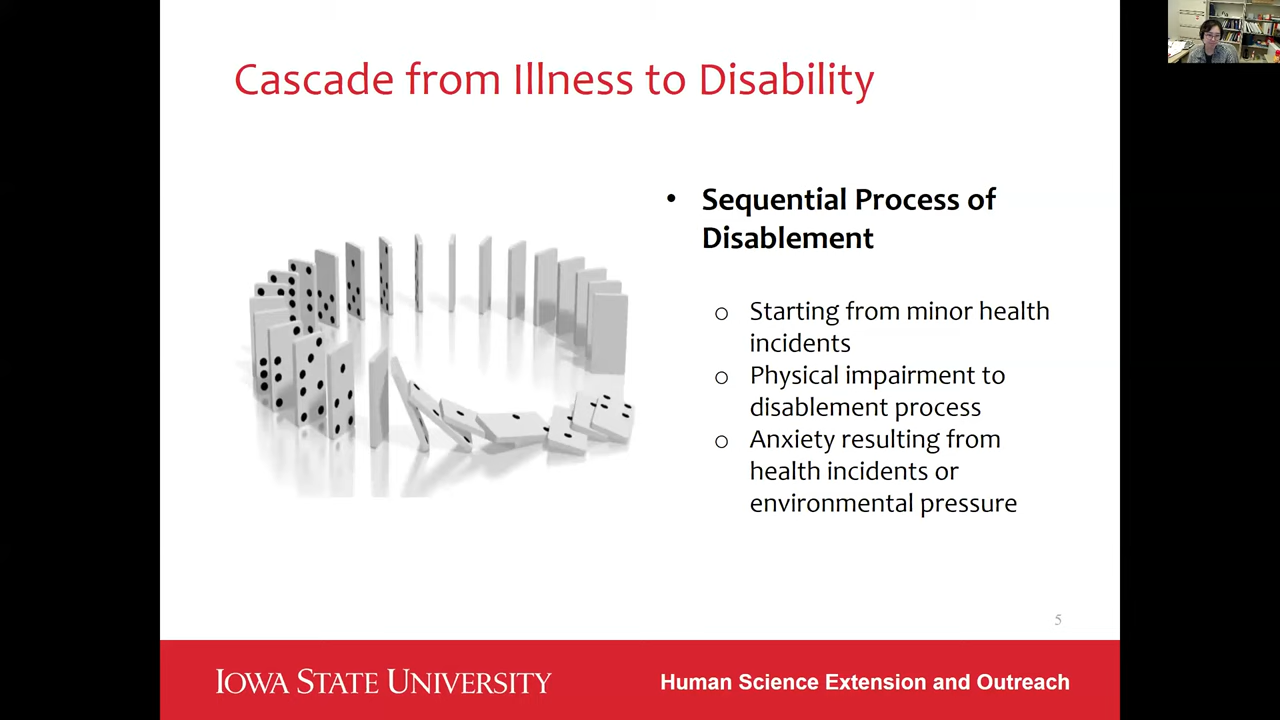 Cascade from Illness to Disability
• Sequential Process of
Disablement
o Starting from minor health
incidents
o Physical impairment to
disablement process
o Anxiety resulting from
health incidents or
environmental pressure
5
IOWA STATE UNIVERSITY
Human Science Extension and Outreach